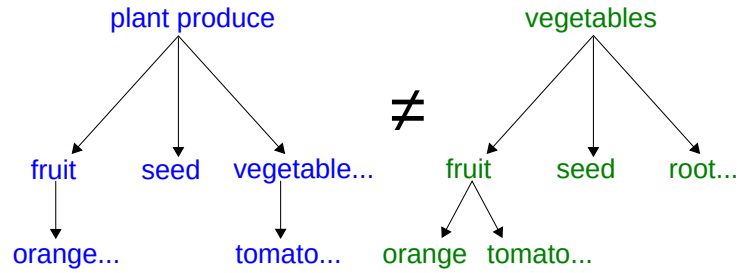 plant produce
vegetables
≠
fruit seed vegetable...
fruit seed root...
orange... tomato...
orange tomato...